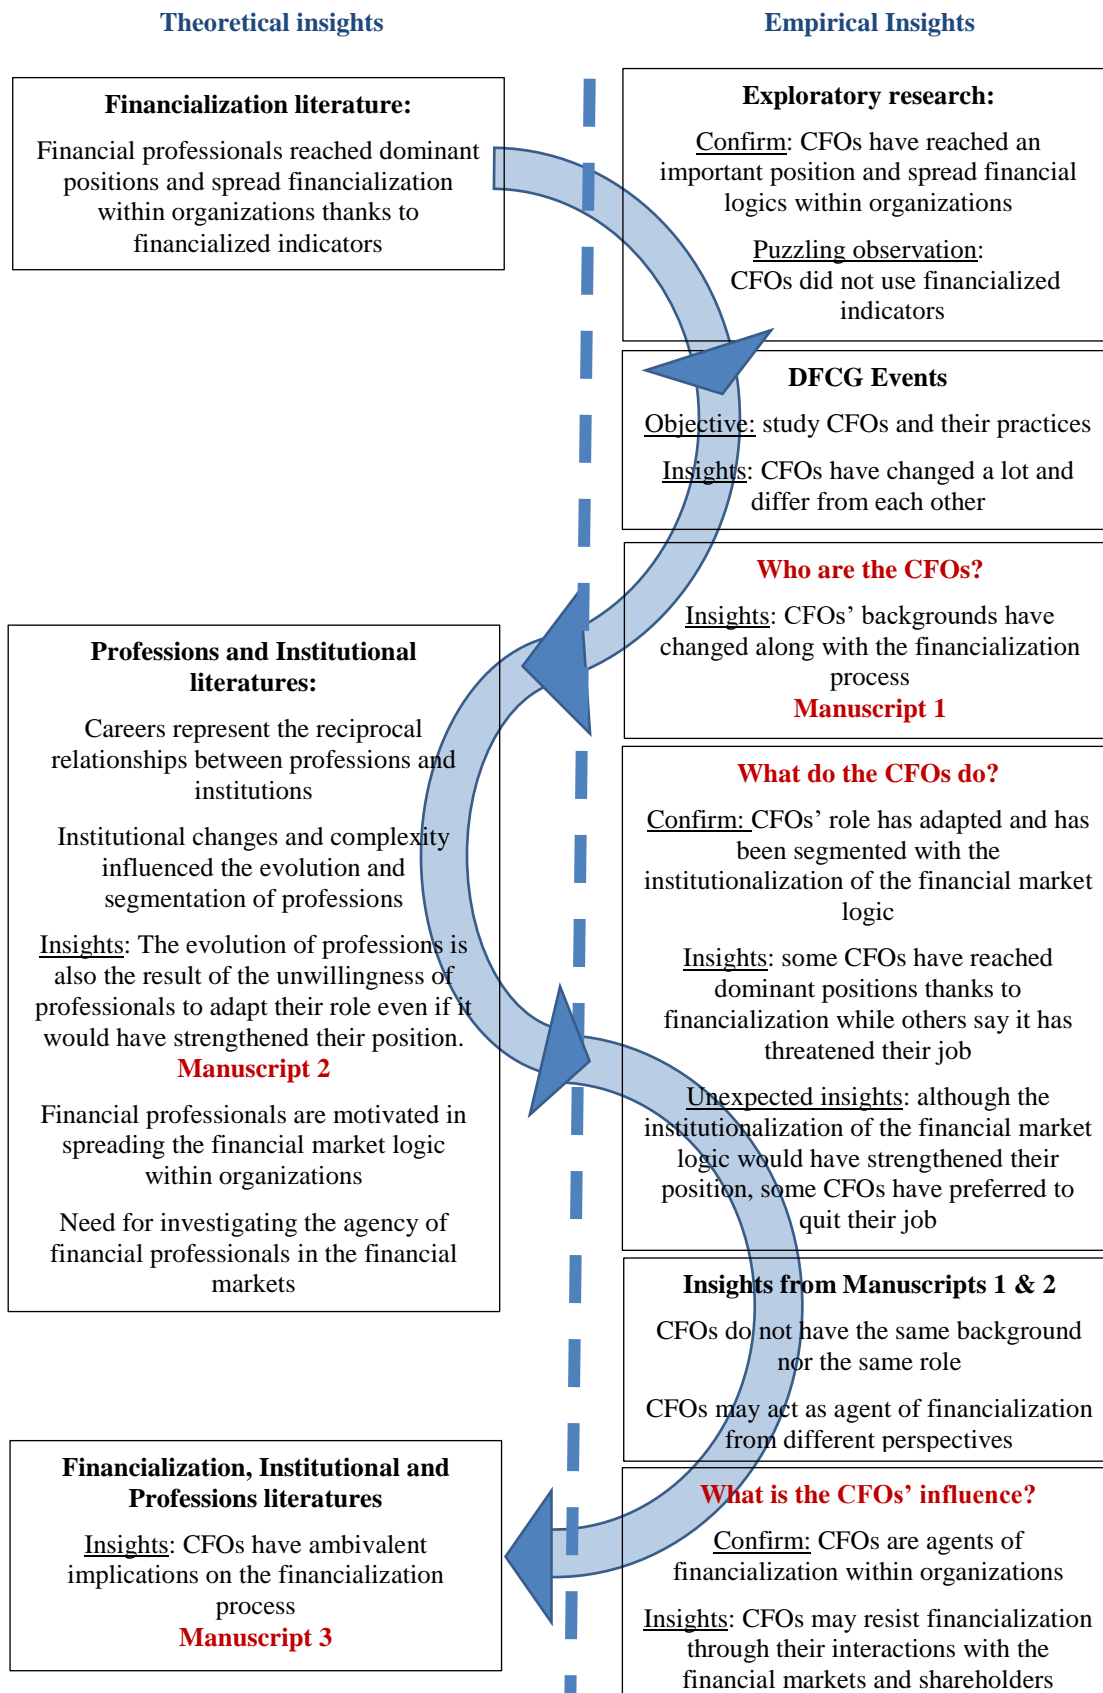 Theoretical insights
Empirical Insights
Financialization literature:
Financial professionals reached dominant
positions and spread financialization
within organizations thanks to
financialized indicators
Exploratory research:
Confirm: CFOs have reached an
important position and spread financial
logics within organizations
Puzzling observation:
CFOs did not use financialized
indicators
DFCG Events
Objective: study CFOs and their practices
Insights: CFOs have changed a lot and
differ from each other
Who are the CFOs?
Insights: CFOs’ backgrounds have
changed along with the financialization
process
Manuscript 1
Professions and Institutional
literatures:
Careers represent the reciprocal
relationships between professions and
institutions
Institutional changes and complexity
influenced the evolution and
segmentation of professions
Insights: The evolution of professions is
also the result of the unwillingness of
professionals to adapt their role even if it
would have strengthened their position.
Manuscript 2
Financial professionals are motivated in
spreading the financial market logic
within organizations
Need for investigating the agency of
financial professionals in the financial
markets
What do the CFOs do?
Confirm: CFOs’ role has adapted and has
been segmented with the
institutionalization of the financial market
logic
Insights: some CFOs have reached
dominant positions thanks to
financialization while others say it has
threatened their job
Unexpected insights: although the
institutionalization of the financial market
logic would have strengthened their
position, some CFOs have preferred to
quit their job
Insights from Manuscripts 1 & 2
CFOs do not have the same background
nor the same role
CFOs may act as agent of financialization
from different perspectives
Financialization, Institutional and
Professions literatures
Insights: CFOs have ambivalent
implications on the financialization
process
Manuscript 3
What is the CFOs’ influence?
Confirm: CFOs are agents of
financialization within organizations
Insights: CFOs may resist financialization
through their interactions with the
financial markets and shareholders